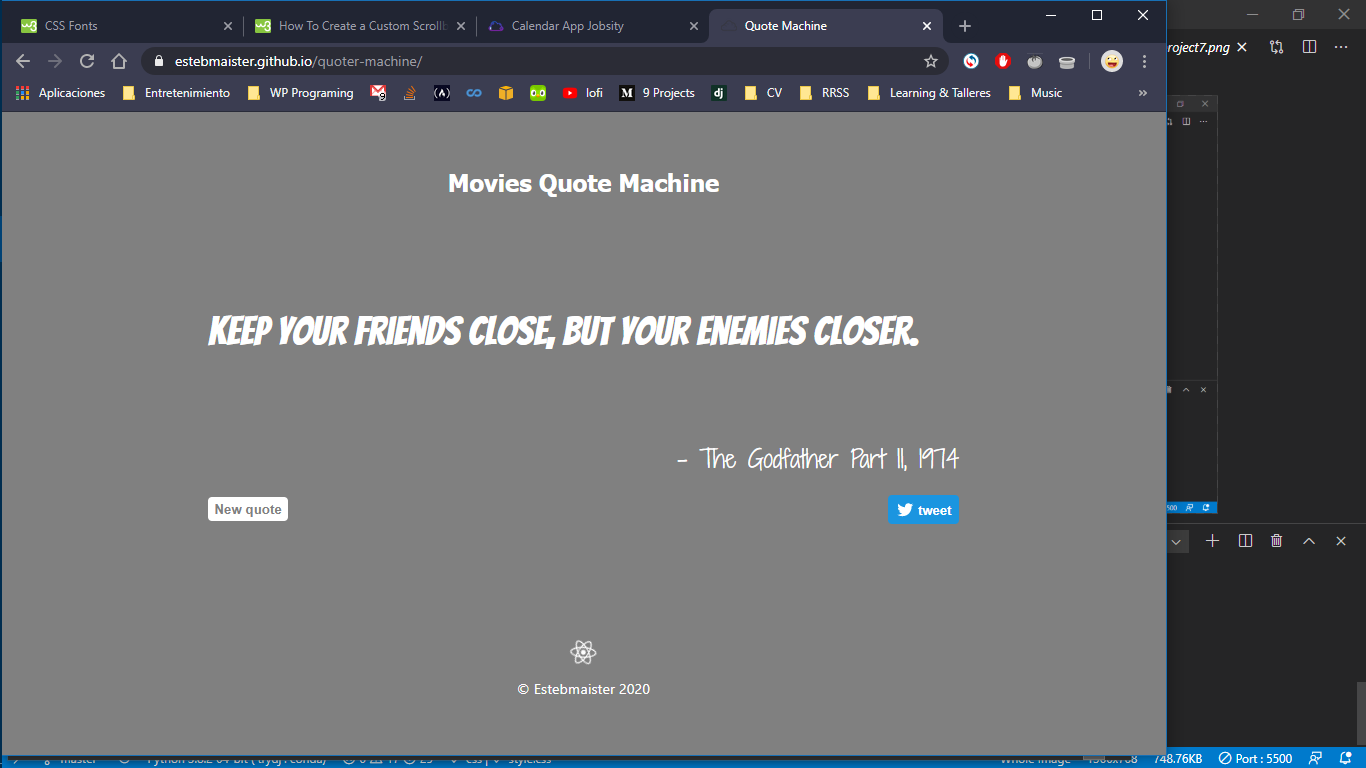 CSS Fonts
How To Create a Custom Scrollb
Calendar App Jobsity
Quote Machine
roject7.png
estebmaister.github.io/quoter-machine/
Aplicaciones
Entretenimiento
WP Programing
lofi
9 Projects
dj
CV
RRSS
Learning & Talleres
Music
»
Movies Quote Machine
KEEP YOUR FRIENDS CLOSE, BUT YOUR ENEMIES CLOSER.
- The Godfather Part II, 1974
New quote
tweet
© Estebmaister 2020
748.76KB
Port : 5500